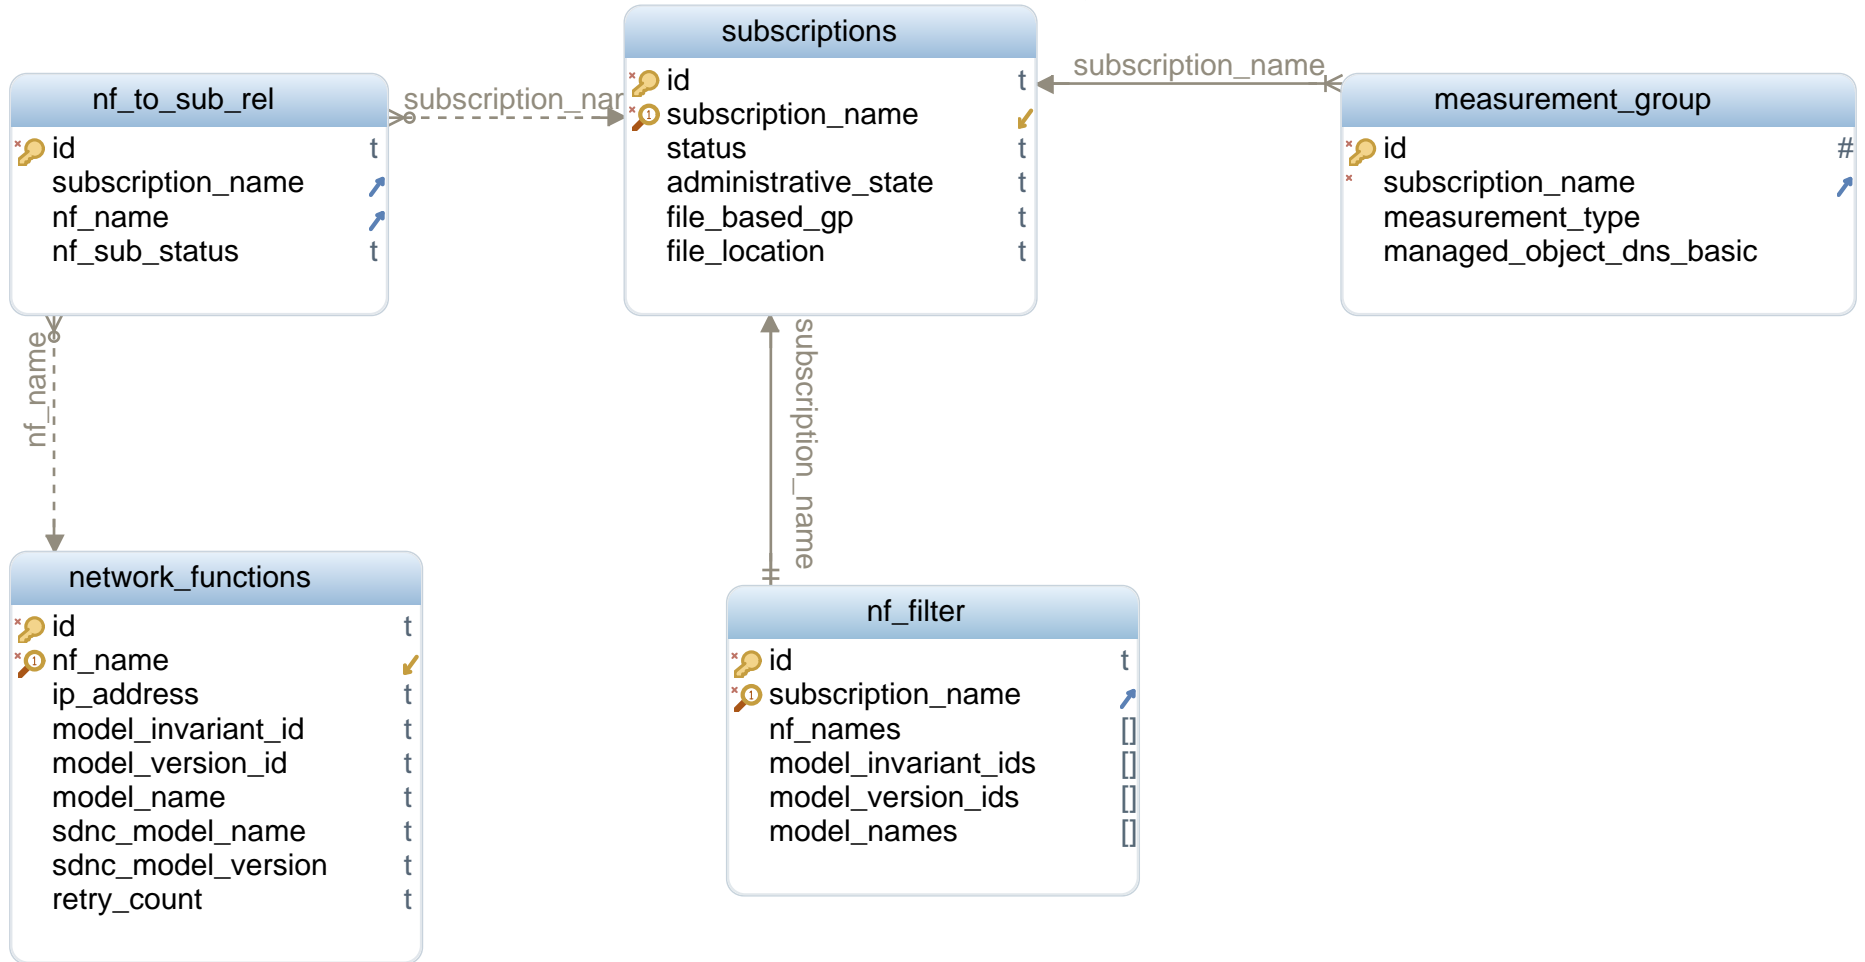 subscriptions
id t
subscription_name
status t
administrative_state t
file_based_gp t
file_location t
nf_to_sub_rel
id t
subscription_name
nf_name
nf_sub_status t
subscription_nar
subscription_name
measurement_group
id #
subscription_name
measurement_type
managed_object_dns_basic
nf_name
subscription_name
network_functions
id t
nf_name
ip_address t
model_invariant_id t
model_version_id t
model_name t
sdnc_model_name t
sdnc_model_version t
retry_count t
nf_filter
id t
subscription_name
nf_names []
model_invariant_ids []
model_version_ids []
model_names []